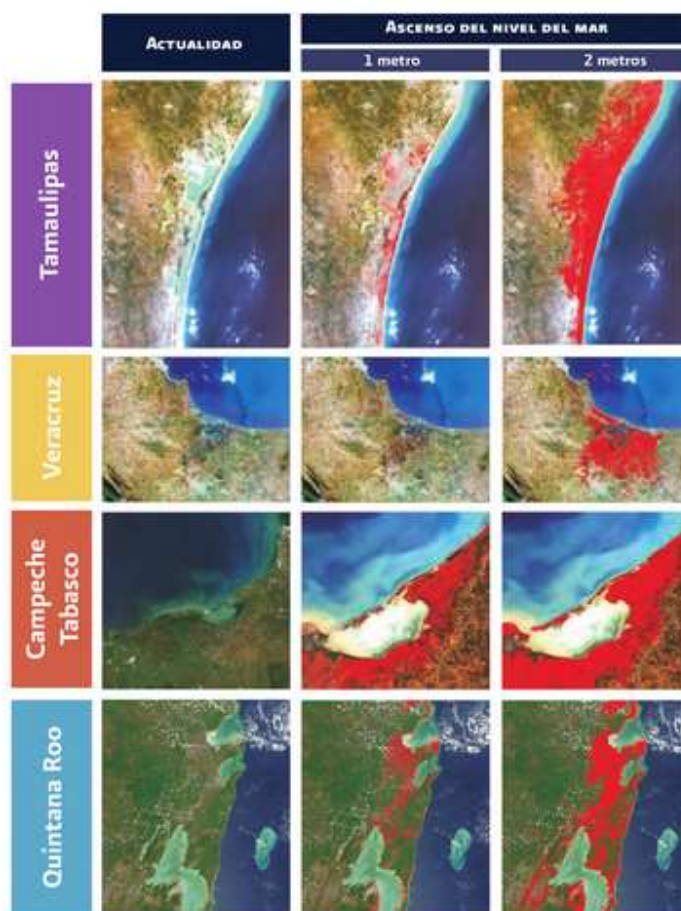 ACTUALIDAD
ASCENSO DEL NIVEL DEL MAR
1 metro
2 metros
Tamaulipas
Veracruz
Campeche
Tabasco
Quintana Roo